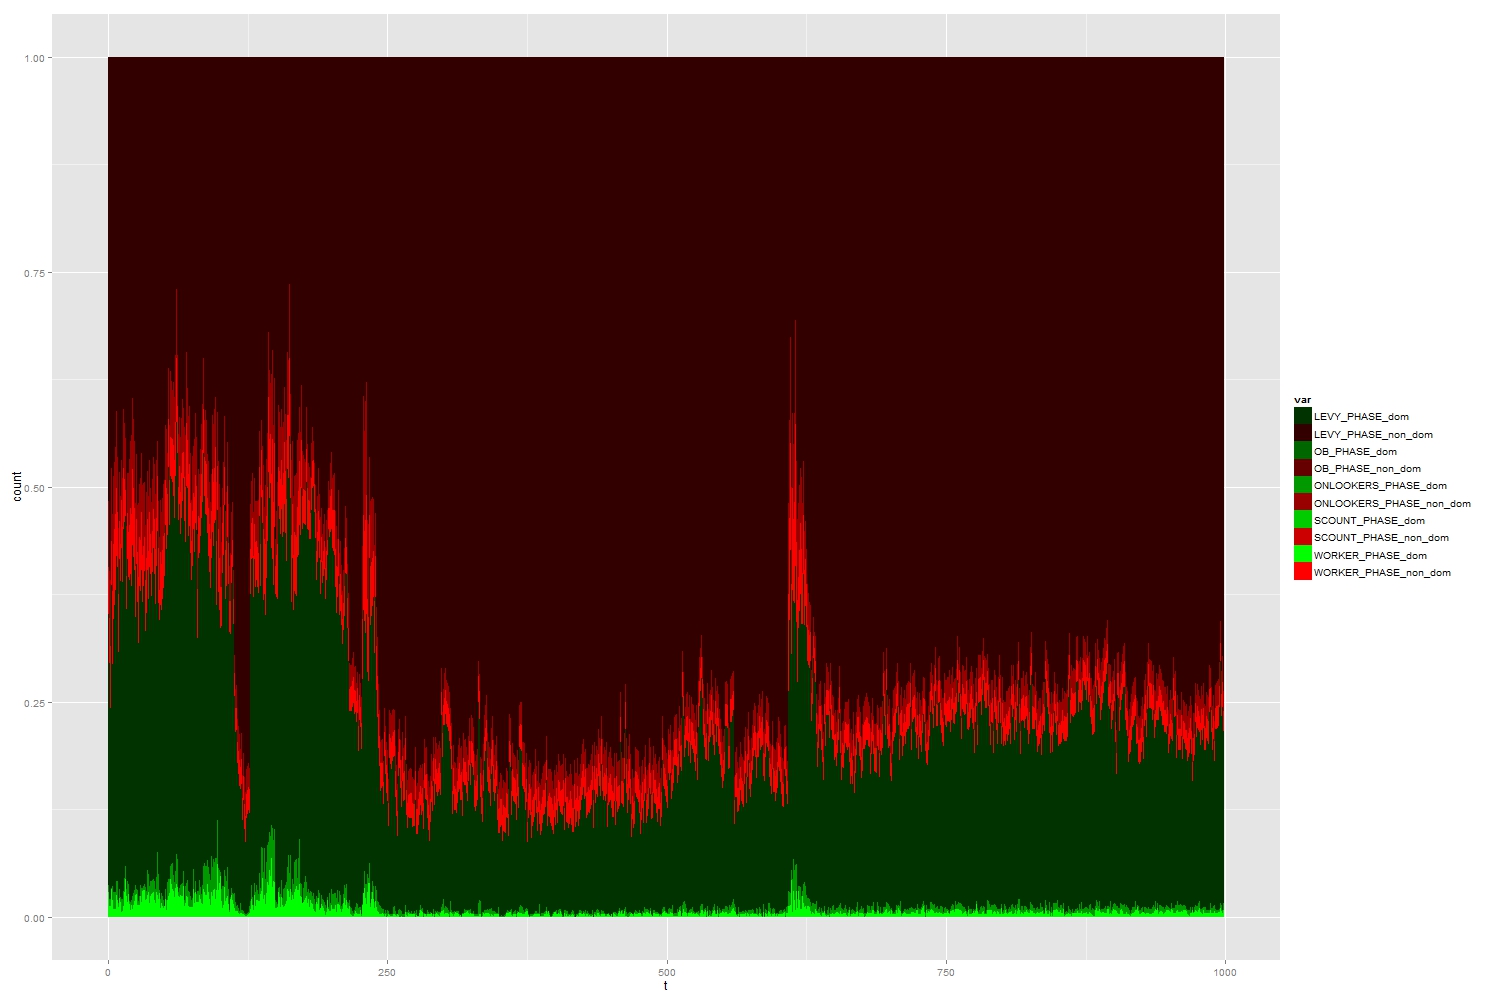 1.00
0.75
0.50
0.25
0.00
count
0
250
500
750
1000
t
var
LEVY_PHASE_dom
LEVY_PHASE_non_dom
OB_PHASE_dom
OB_PHASE_non_dom
ONLOOKERS_PHASE_dom
ONLOOKERS_PHASE_non_dom
SCOUNT_PHASE_dom
SCOUNT_PHASE_non_dom
WORKER_PHASE_dom
WORKER_PHASE_non_dom